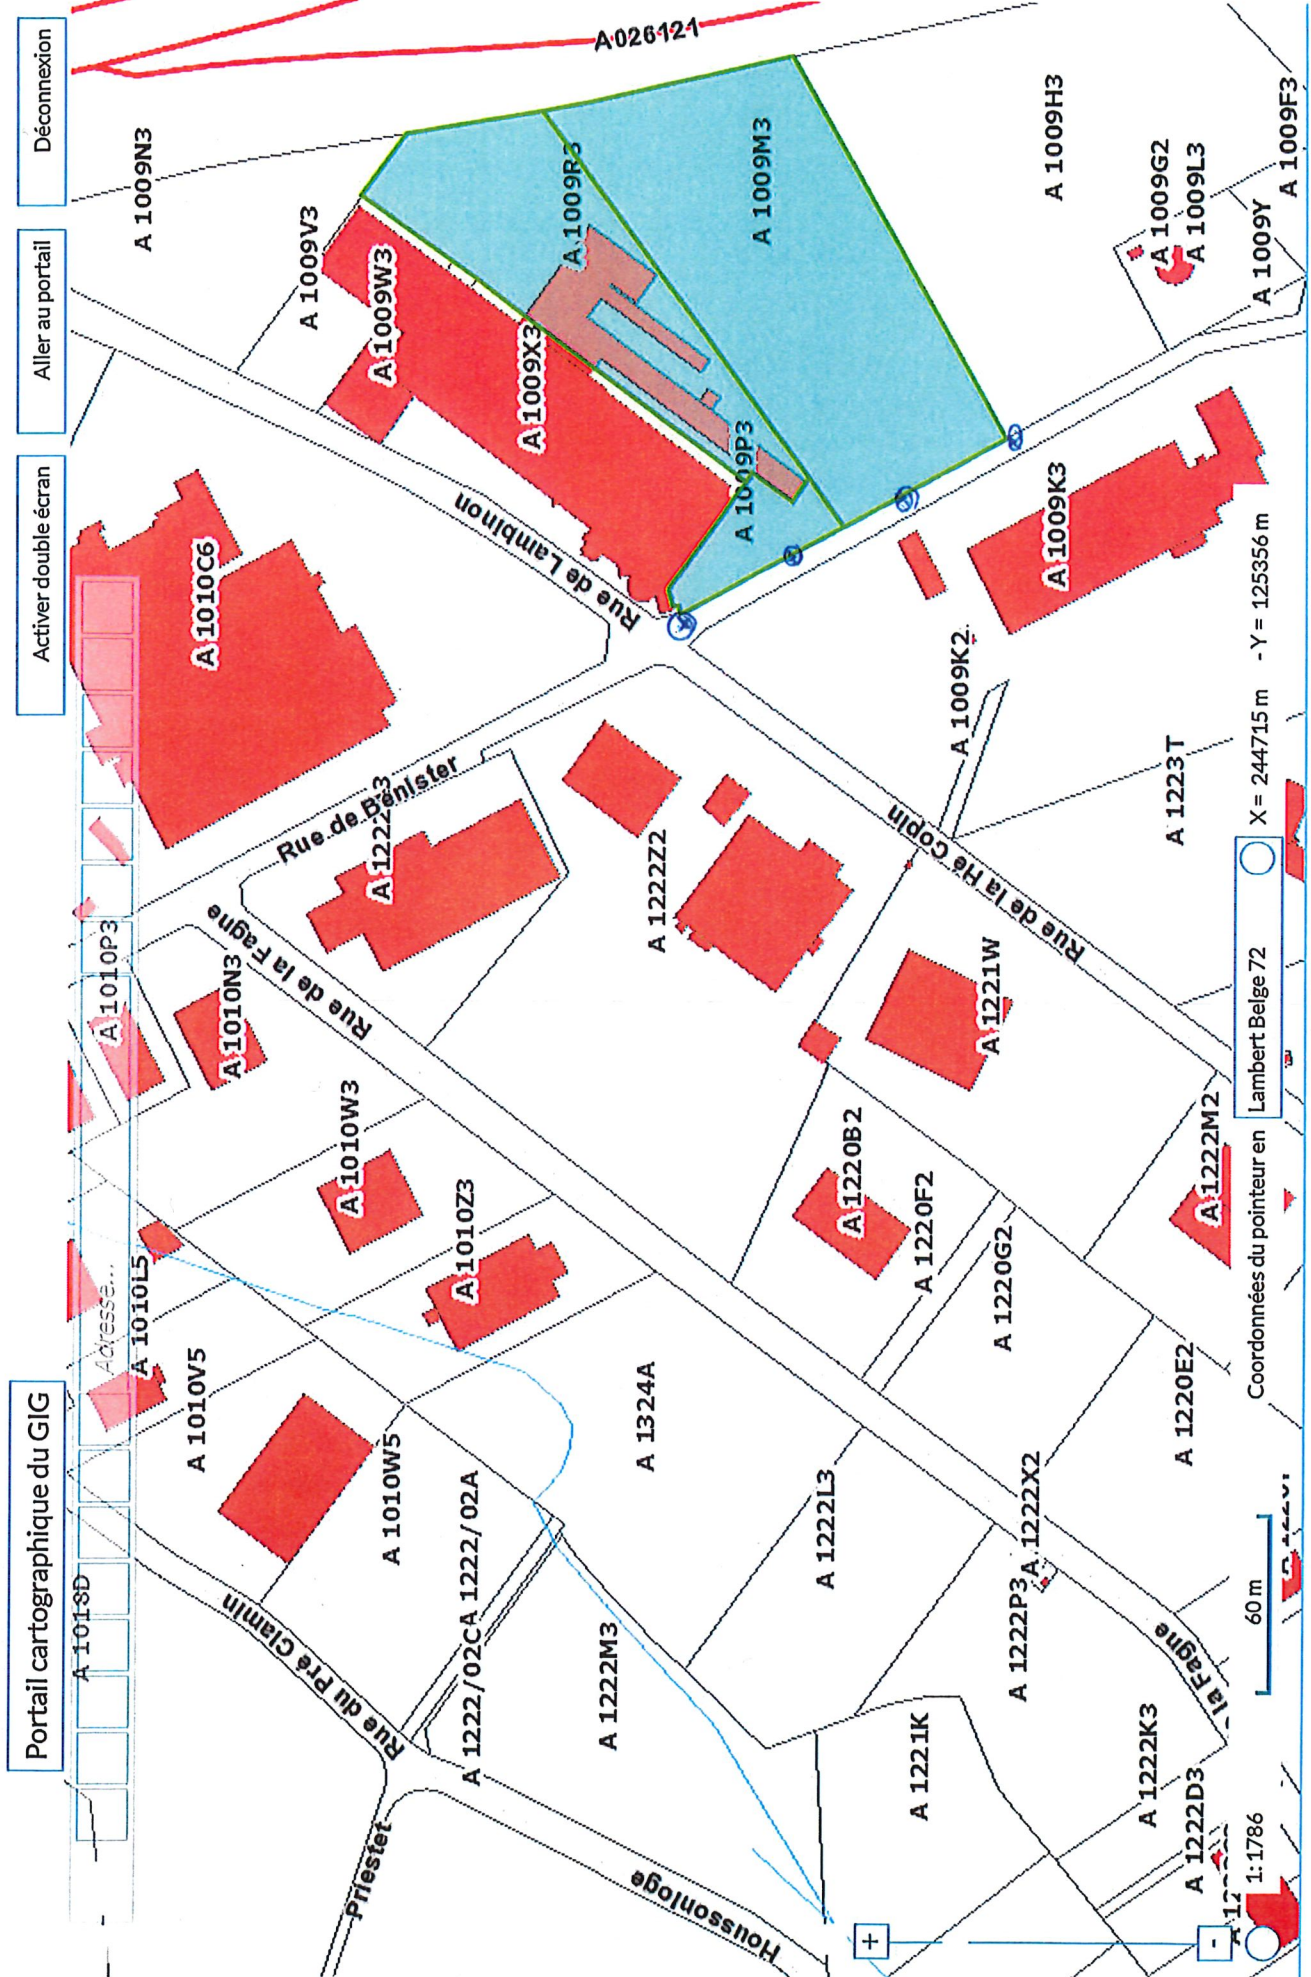 Portail cartographique du GIG
Activer double écran
Aller au portail
Déconnexion
Adresse...
A 1018D
A 1010L5
A 1010P3
A 1009N3
A 1010V5
A 1010N3
A 1010C6
A 1009V3
Rue du Pré Clamin
A 1010W5
A 1010W3
A 1010Z3
Rue de la Fagne
Rue de Bénister
A 1009W3
A 1009X3
A 026121
Priestet
A 1222/02C
A 1222/02A
Rue de Lambinon
A 1009R3
A 1222M3
A 1324A
A 1222Z2
A 1009P3
A 1009M3
Houssonloge
A 1222L3
A 1220B2
A 1221K
A 1220F2
A 1221W
Rue de la Hé Copin
A 1009K2
A 1009K3
A 1009H3
A 1222P3
A 1222X2
A 1220G2
A 1222K3
A 1222D3
la Fagne
A 1220E2
A 1222M2
A 1223T
A 1009G2
A 1009L3
A 1009Y
A 1009F3
+
-
1:1786
60 m
Coordonnées du pointeur en
Lambert Belge 72
X = 244715 m
- Y = 125356 m